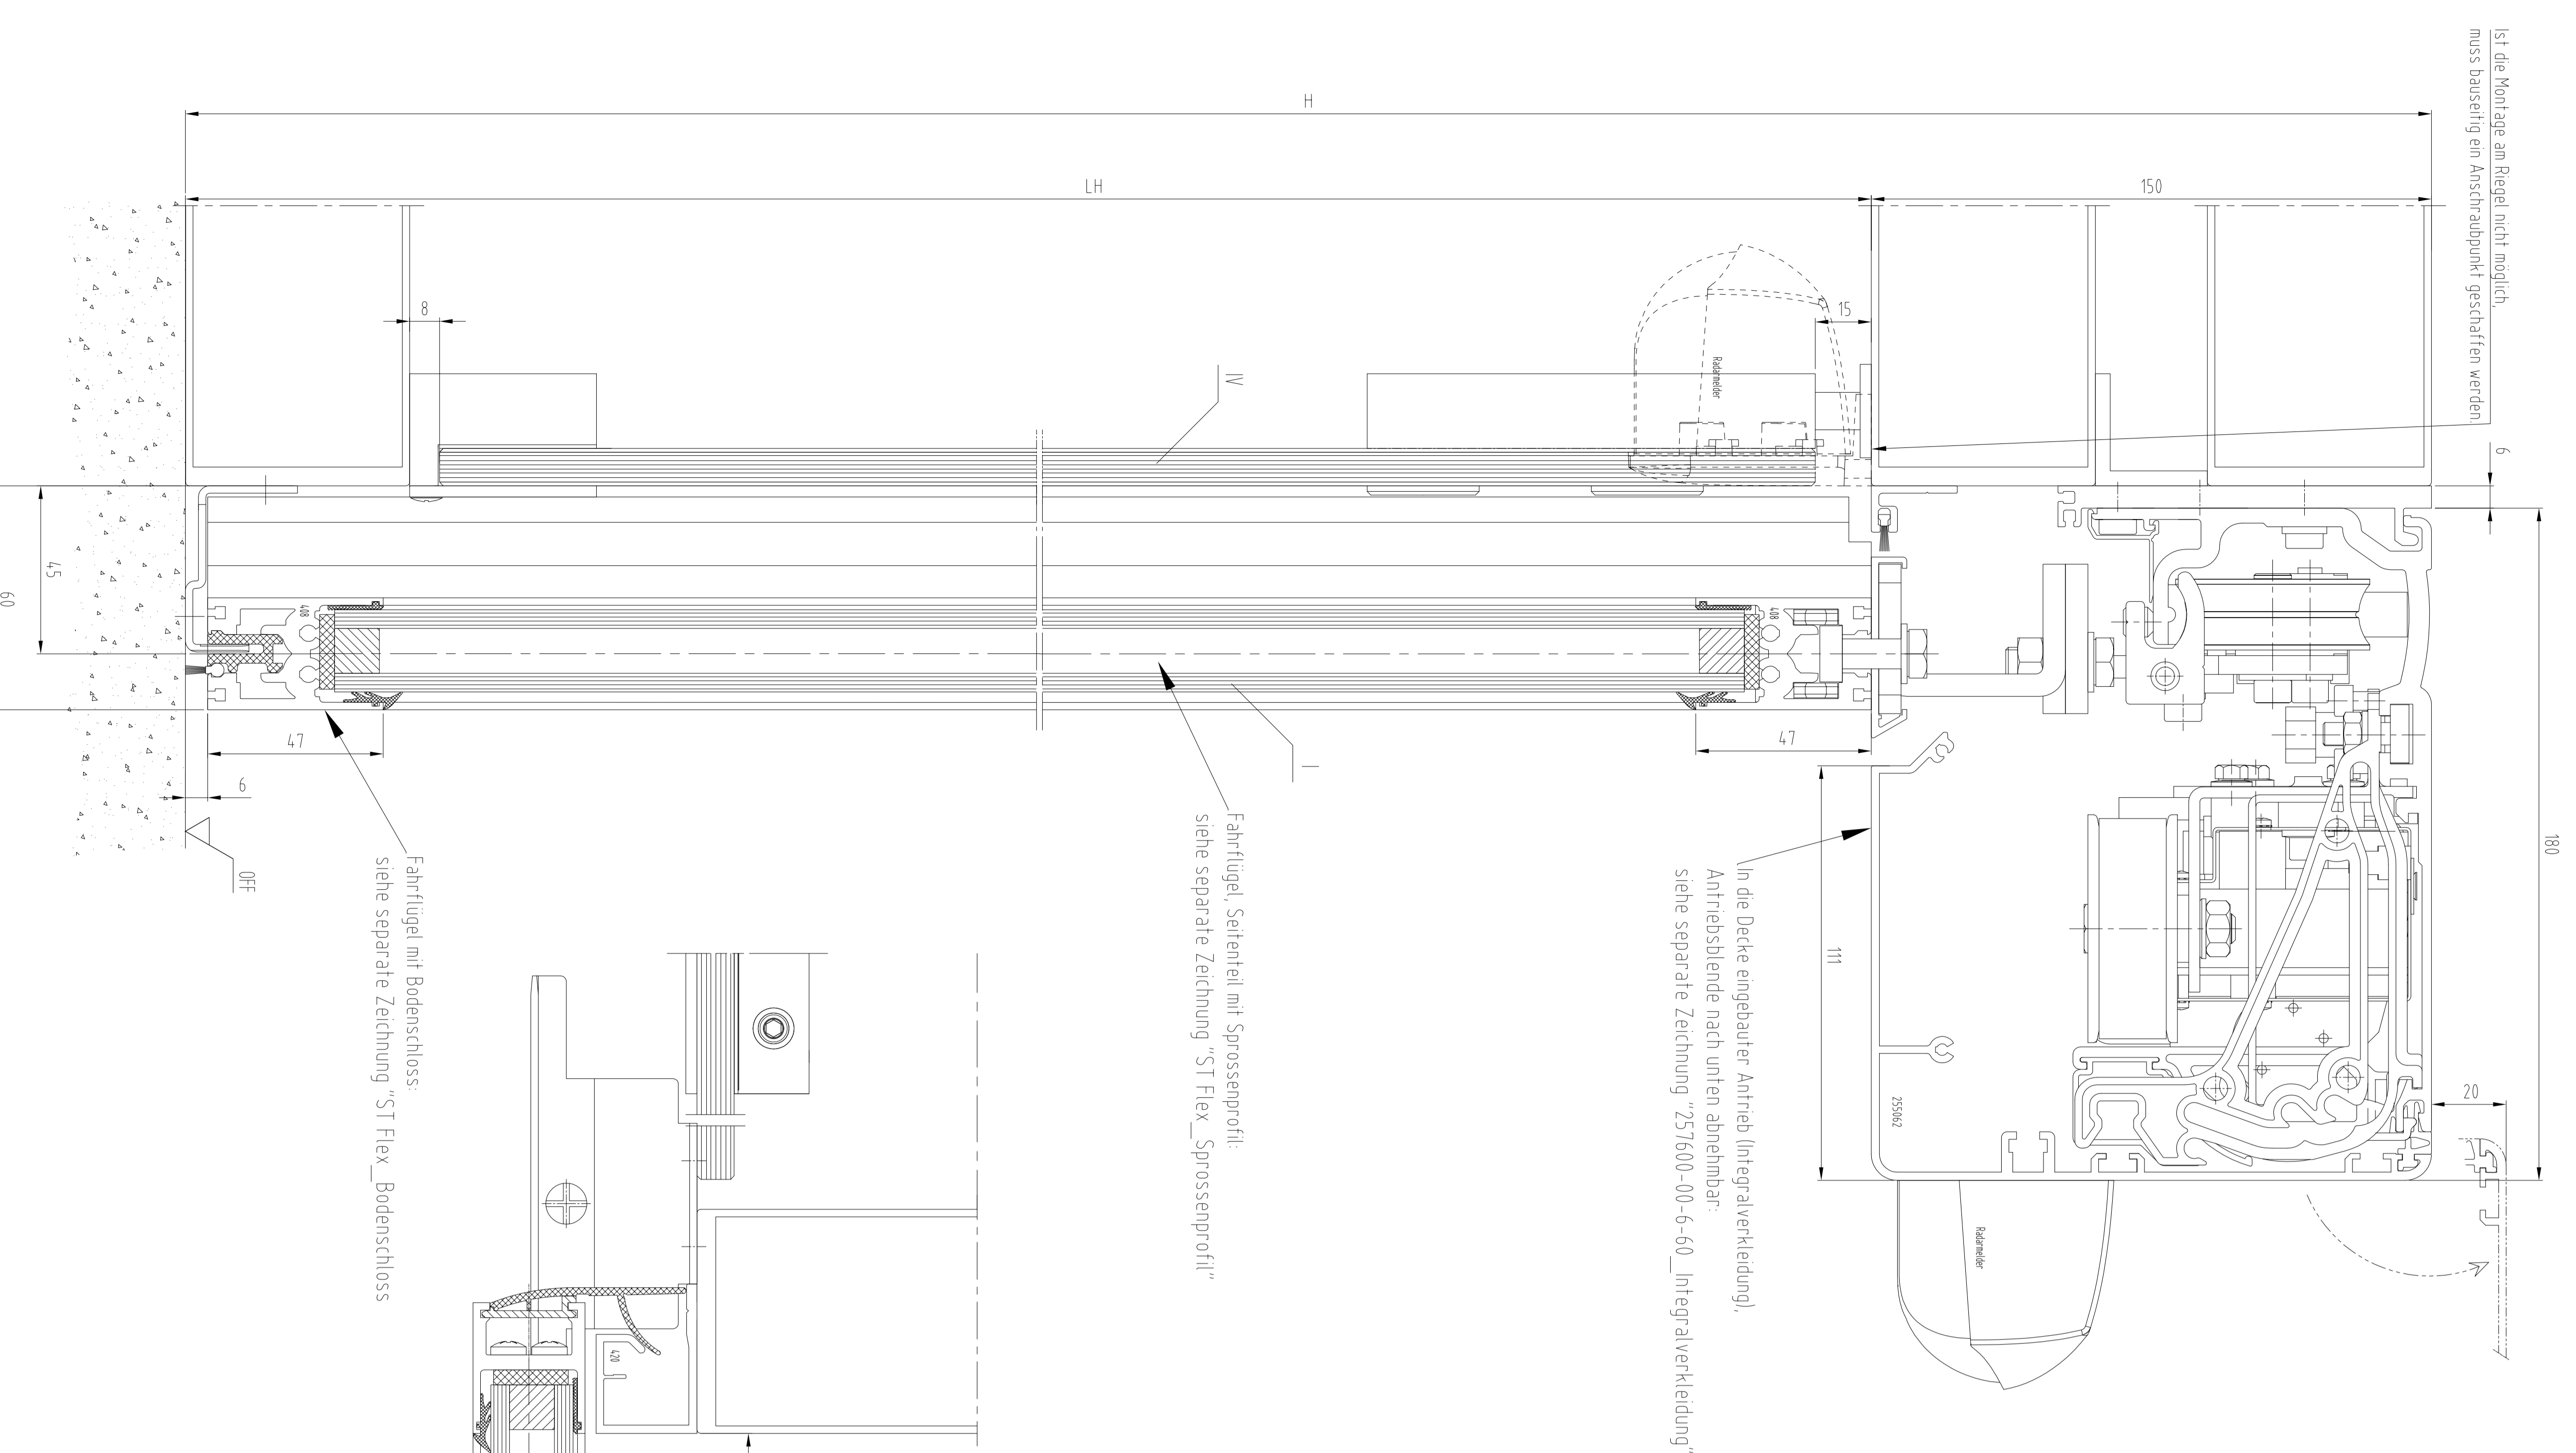 Ist die Montage am Riegel nicht möglich,
muss bauseitig ein Anschraubpunkt geschaffen werden.
180
6
150
20
H
LH
15
Radarmelder
Radarmelder
255062
111
In die Decke eingebauter Antrieb (Integralverkleidung),
Antriebsblende nach unten abnehmbar:
siehe separate Zeichnung "257600-00-6-60_Integralverkleidung"
47
408
I
IV
Fahrflügel, Seitenteil mit Sprossenprofil:
siehe separate Zeichnung "ST Flex_Sprossenprofil"
420
8
Fahrflügel mit Bodenschloss:
siehe separate Zeichnung "ST Flex_Bodenschloss
408
47
6
OFF
45
60